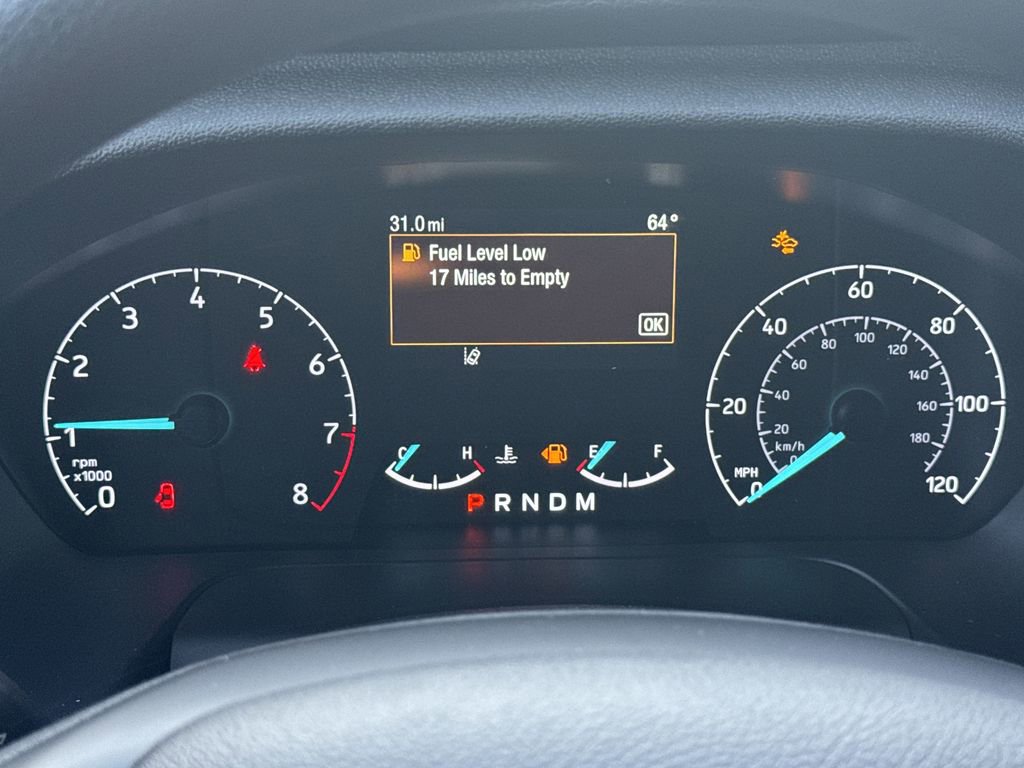 31.0 mi 64°
Fuel Level Low
17 Miles to Empty
OK
0 1 2 3 4 5 6 7 8
rpm
x1000
C H
E F
P R N D M
0 20 40 60 80 100 120
MPH
0 20 40 60 80 100 120 140 160 180
km/h